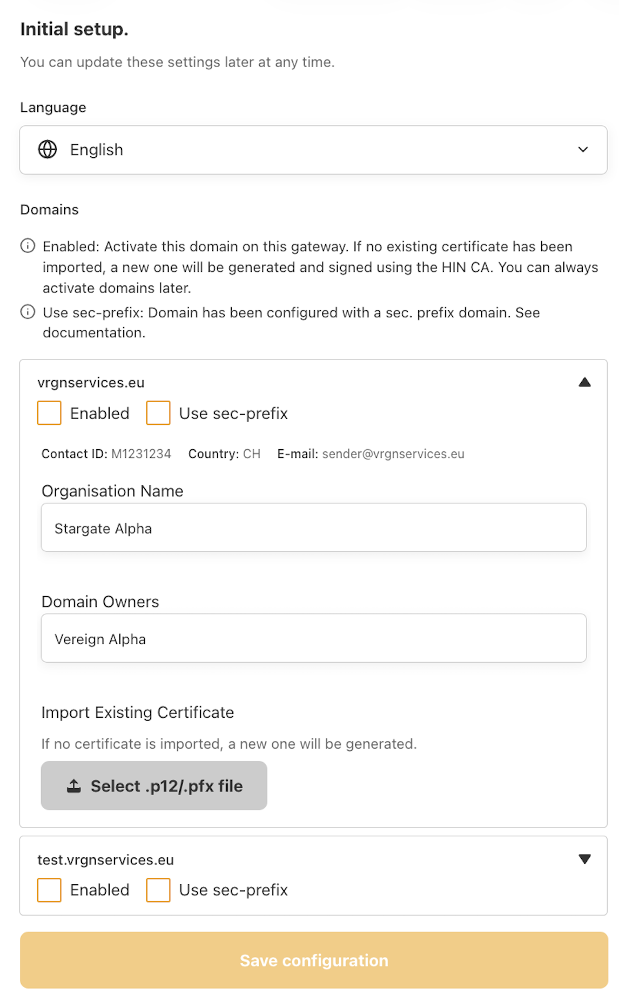 Initial setup.
You can update these settings later at any time.
Language
English
Domains
Enabled: Activate this domain on this gateway. If no existing certificate has been
imported, a new one will be generated and signed using the HIN CA. You can always
activate domains later.
Use sec-prefix: Domain has been configured with a sec. prefix domain. See
documentation.
vrgnservices.eu
Enabled Use sec-prefix
Contact ID: M1231234 Country: CH E-mail: sender@vrgnservices.eu
Organisation Name
Stargate Alpha
Domain Owners
Vereign Alpha
Import Existing Certificate
If no certificate is imported, a new one will be generated.
Select .p12/.pfx file
test.vrgnservices.eu
Enabled Use sec-prefix
Save configuration